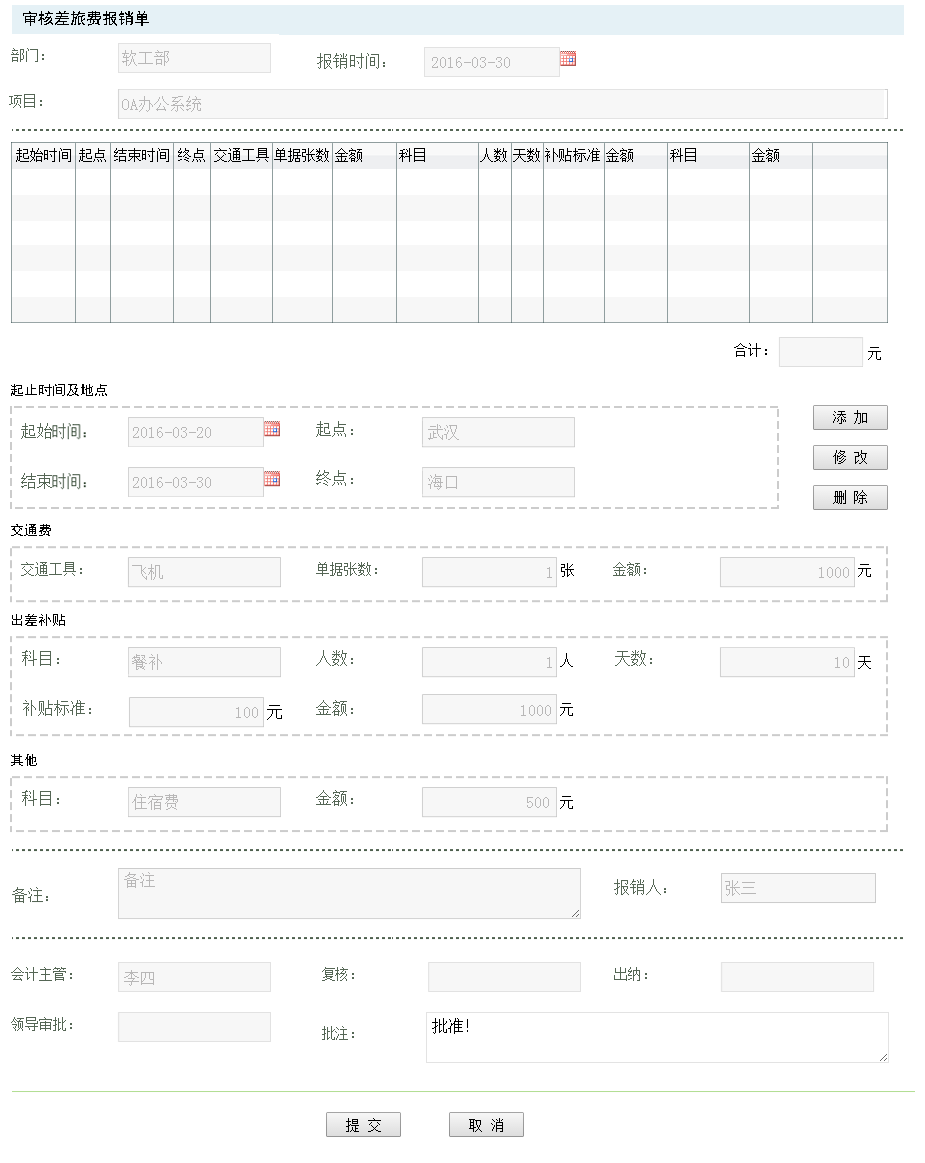 审核差旅费报销单
部门: 软工部 报销时间: 2016-03-30
项目: OA办公系统
起始时间 起点 结束时间 终点 交通工具 单据张数 金额 科目 人数 天数 补贴标准 金额 科目 金额
合计: 元
起止时间及地点
起始时间: 2016-03-20 起点: 武汉 添 加
修 改
结束时间: 2016-03-30 终点: 海口
删 除
交通费
交通工具: 飞机 单据张数: 1 张 金额: 1000 元
出差补贴
科目: 餐补 人数: 1 人 天数: 10 天
补贴标准: 100 元 金额: 1000 元
其他
科目: 住宿费 金额: 500 元
备注: 备注 报销人: 张三
会计主管: 李四 复核: 出纳:
领导审批: 批注: 批准!
提 交 取 消